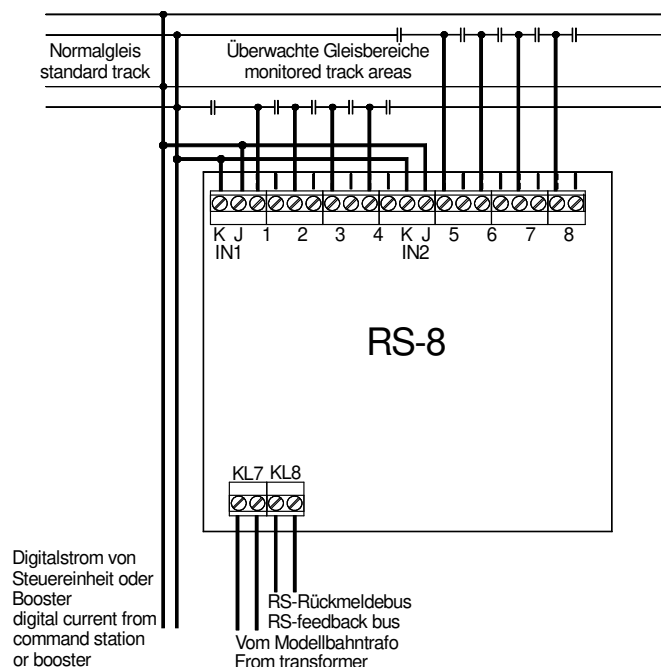 Normalgleis
standard track
Überwachte Gleisbereiche
monitored track areas
K J 1 2 3 4 K J 5 6 7 8
IN1 IN2
RS-8
KL7 KL8
Digitalstrom von
Steuereinheit oder
Booster
digital current from
command station
or booster
RS-Rückmeldebus
RS-feedback bus
Vom Modellbahntrafo
From transformer